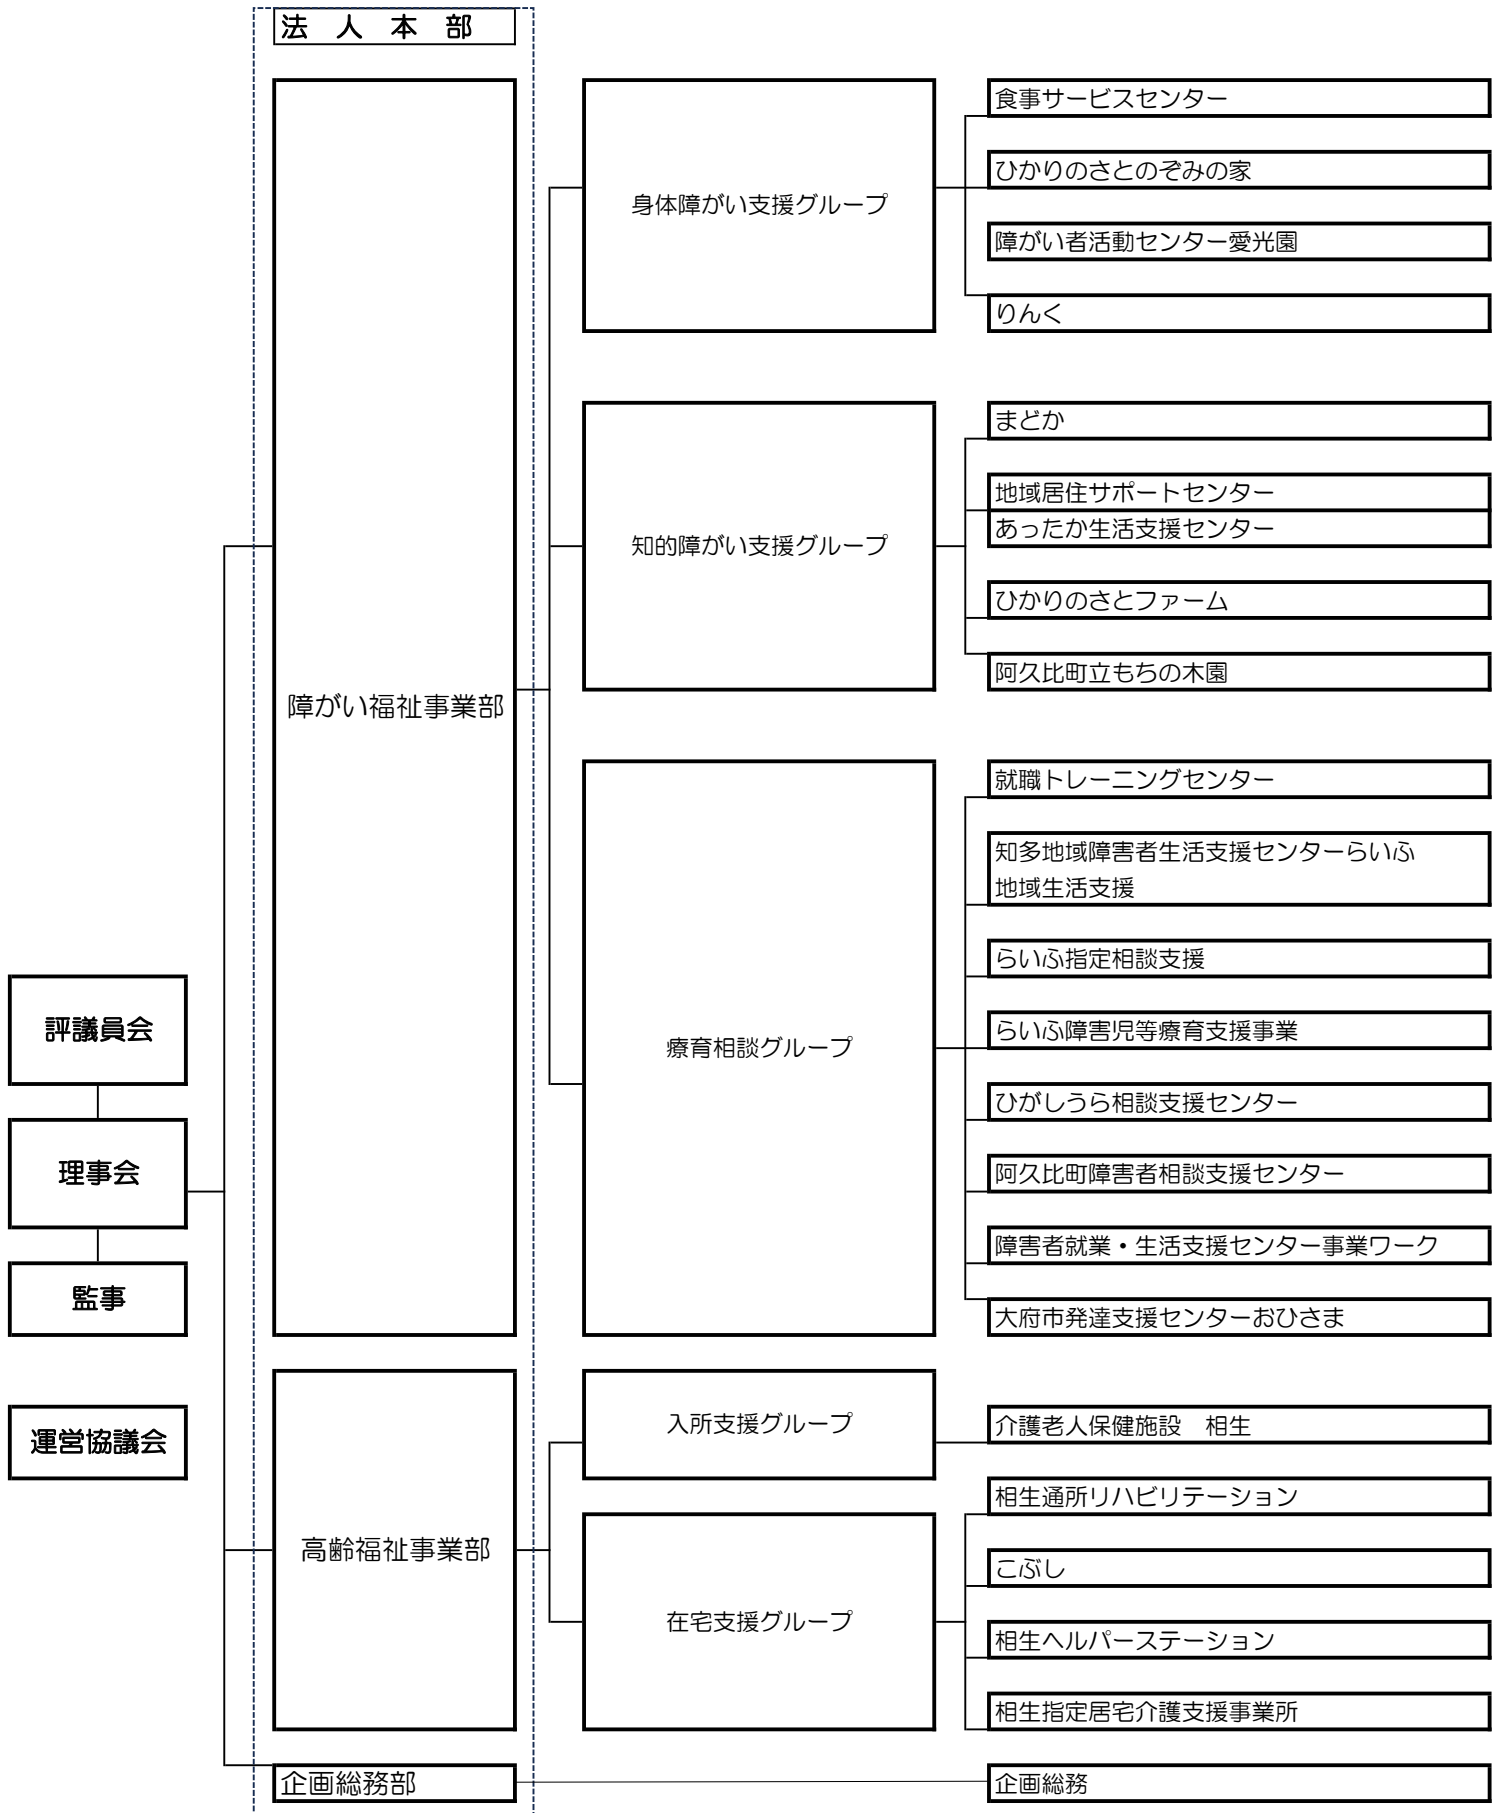 法 人 本 部
評議員会
理事会
監事
運営協議会
障がい福祉事業部
身体障がい支援グループ
食事サービスセンター
ひかりのさとのぞみの家
障がい者活動センター愛光園
りんく
知的障がい支援グループ
まどか
地域居住サポートセンター
あったか生活支援センター
ひかりのさとファーム
阿久比町立もちの木園
療育相談グループ
就職トレーニングセンター
知多地域障害者生活支援センターらいふ
地域生活支援
らいふ指定相談支援
らいふ障害児等療育支援事業
ひがしうら相談支援センター
阿久比町障害者相談支援センター
障害者就業・生活支援センター事業ワーク
大府市発達支援センターおひさま
高齢福祉事業部
入所支援グループ
介護老人保健施設　相生
在宅支援グループ
相生通所リハビリテーション
こぶし
相生ヘルパーステーション
相生指定居宅介護支援事業所
企画総務部
企画総務